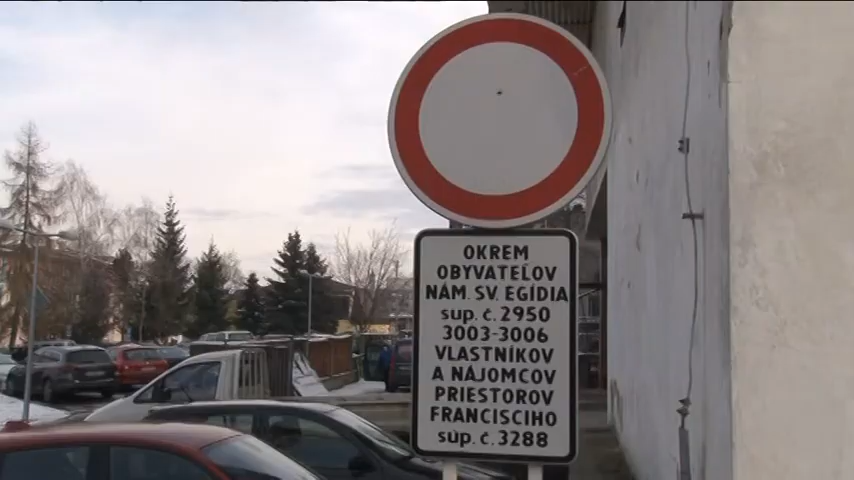 OKREM
OBYVATEĽOV
NÁM.SV.EGÍDIA
súp.č.2950
3003-3006
VLASTNÍKOV
A NÁJOMCOV
PRIESTOROV
FRANCISCIHO
súp.č.3288